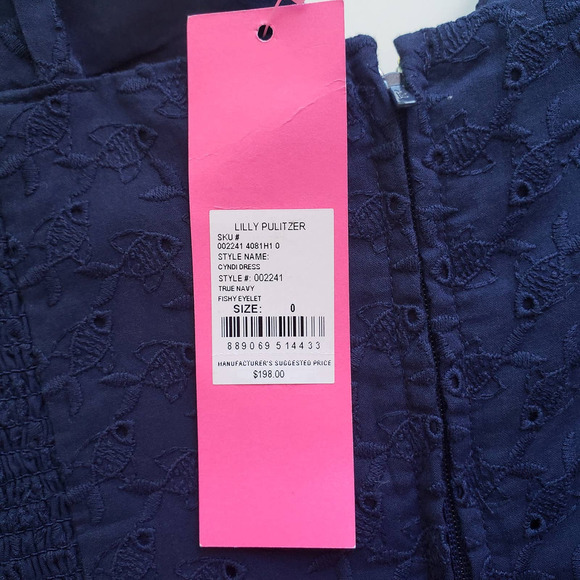 LILLY PULITZER
SKU #
002241 4081H1 0
STYLE NAME:
CYNDI DRESS
STYLE #: 002241
TRUE NAVY
FISHY EYELET
SIZE: 0
889069 514433
MANUFACTURER'S SUGGESTED PRICE
$198.00